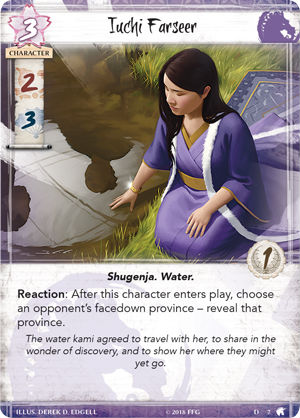 Iuchi Farseer
3
CHARACTER
2
3
1
Shugenja. Water.
Reaction: After this character enters play, choose
an opponent's facedown province – reveal that
province.
The water kami agreed to travel with her, to share in the
wonder of discovery, and to show her where they might
yet go.
ILLUS. DEREK D. EDGELL
© 2018 FFG
7